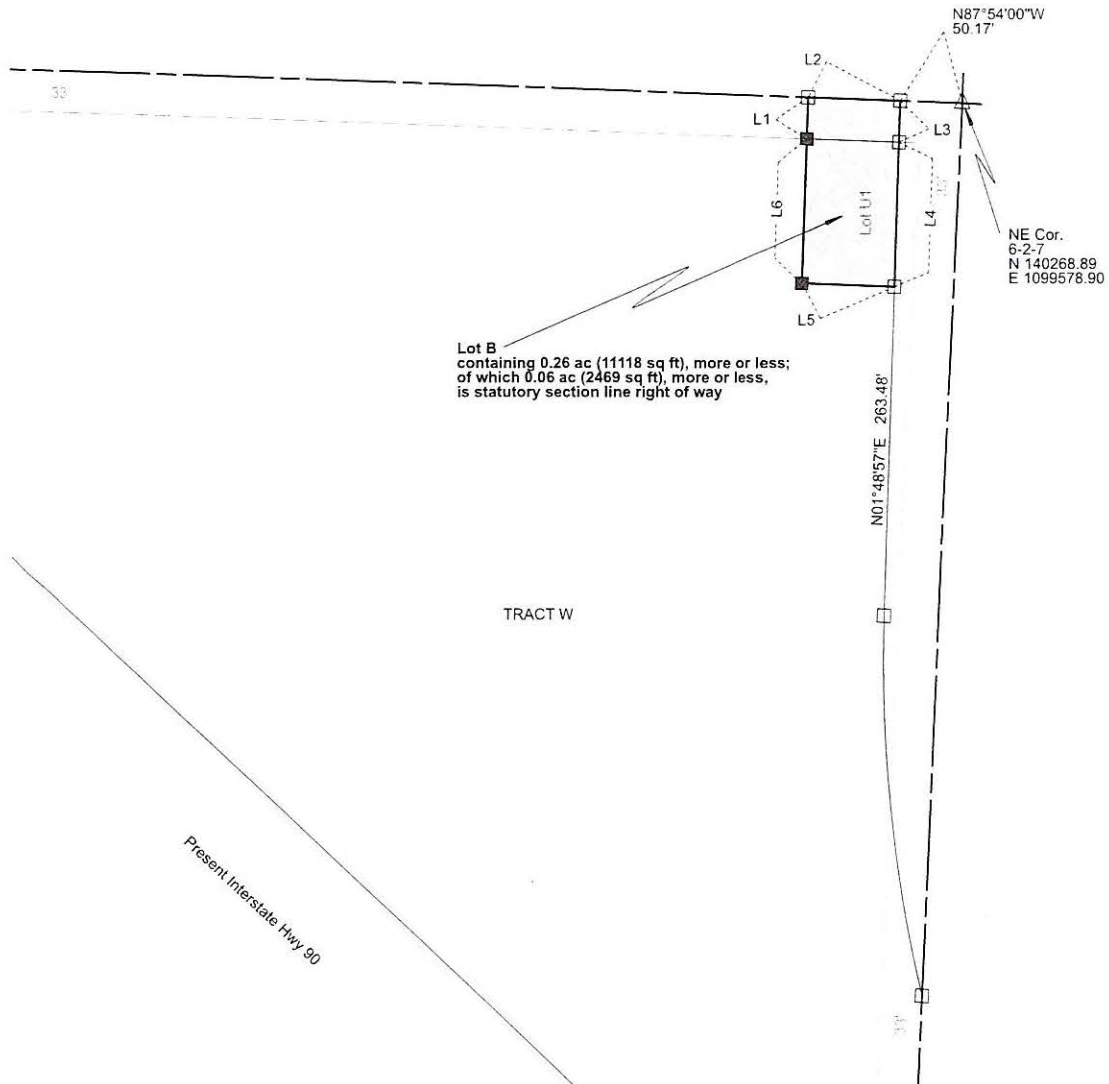 N87°54'00"W
50.17'
L2
33'
L1
L3
33'
L6
Lot U1
L4
NE Cor.
6-2-7
N 140268.89
E 1099578.90
L5
Lot B
containing 0.26 ac (11118 sq ft), more or less;
of which 0.06 ac (2469 sq ft), more or less,
is statutory section line right of way
N01°48'57"E 263.48'
TRACT W
Present Interstate Hwy 90
33'